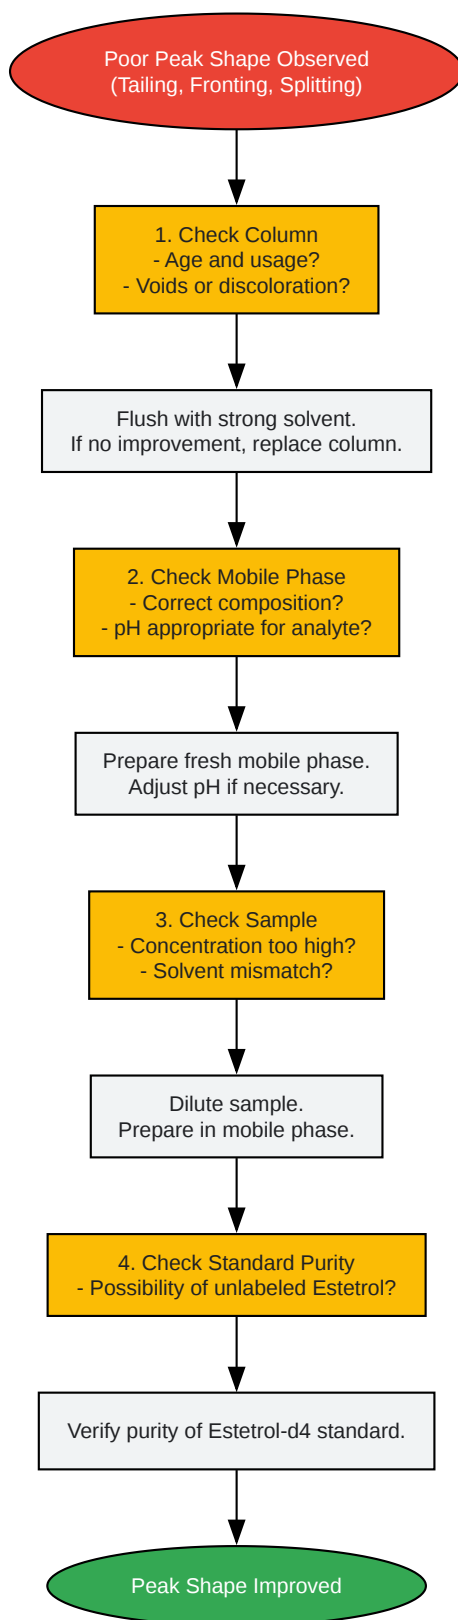 Poor Peak Shape Observed
(Tailing, Fronting, Splitting)
1. Check Column
- Age and usage?
- Voids or discoloration?
Flush with strong solvent.
If no improvement, replace column.
2. Check Mobile Phase
- Correct composition?
- pH appropriate for analyte?
Prepare fresh mobile phase.
Adjust pH if necessary.
3. Check Sample
- Concentration too high?
- Solvent mismatch?
Dilute sample.
Prepare in mobile phase.
4. Check Standard Purity
- Possibility of unlabeled Estetrol?
Verify purity of Estetrol-d4 standard.
Peak Shape Improved